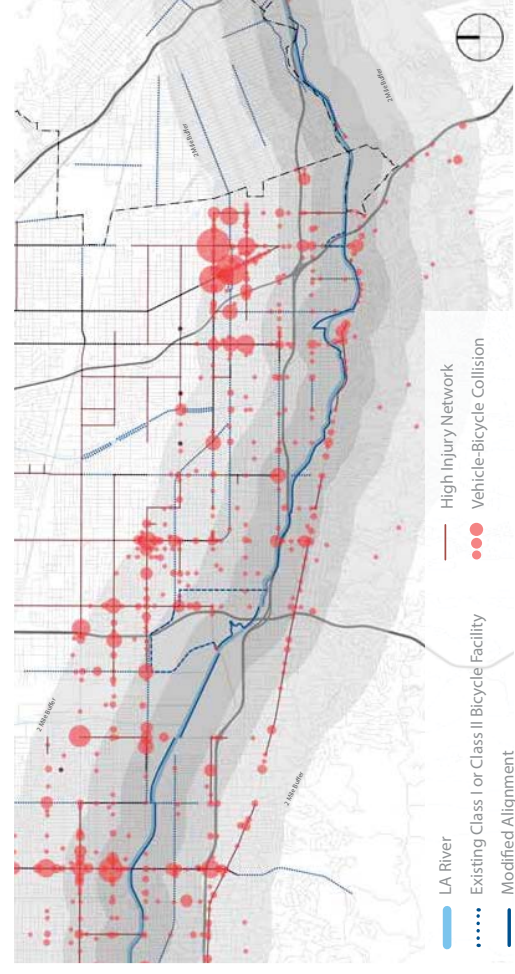 2 Mile Buffer
2 Mile Buffer
2 Mile Buffer
2 Mile Buffer
LA River
Existing Class I or Class II Bicycle Facility
Modified Alignment
High Injury Network
Vehicle-Bicycle Collision